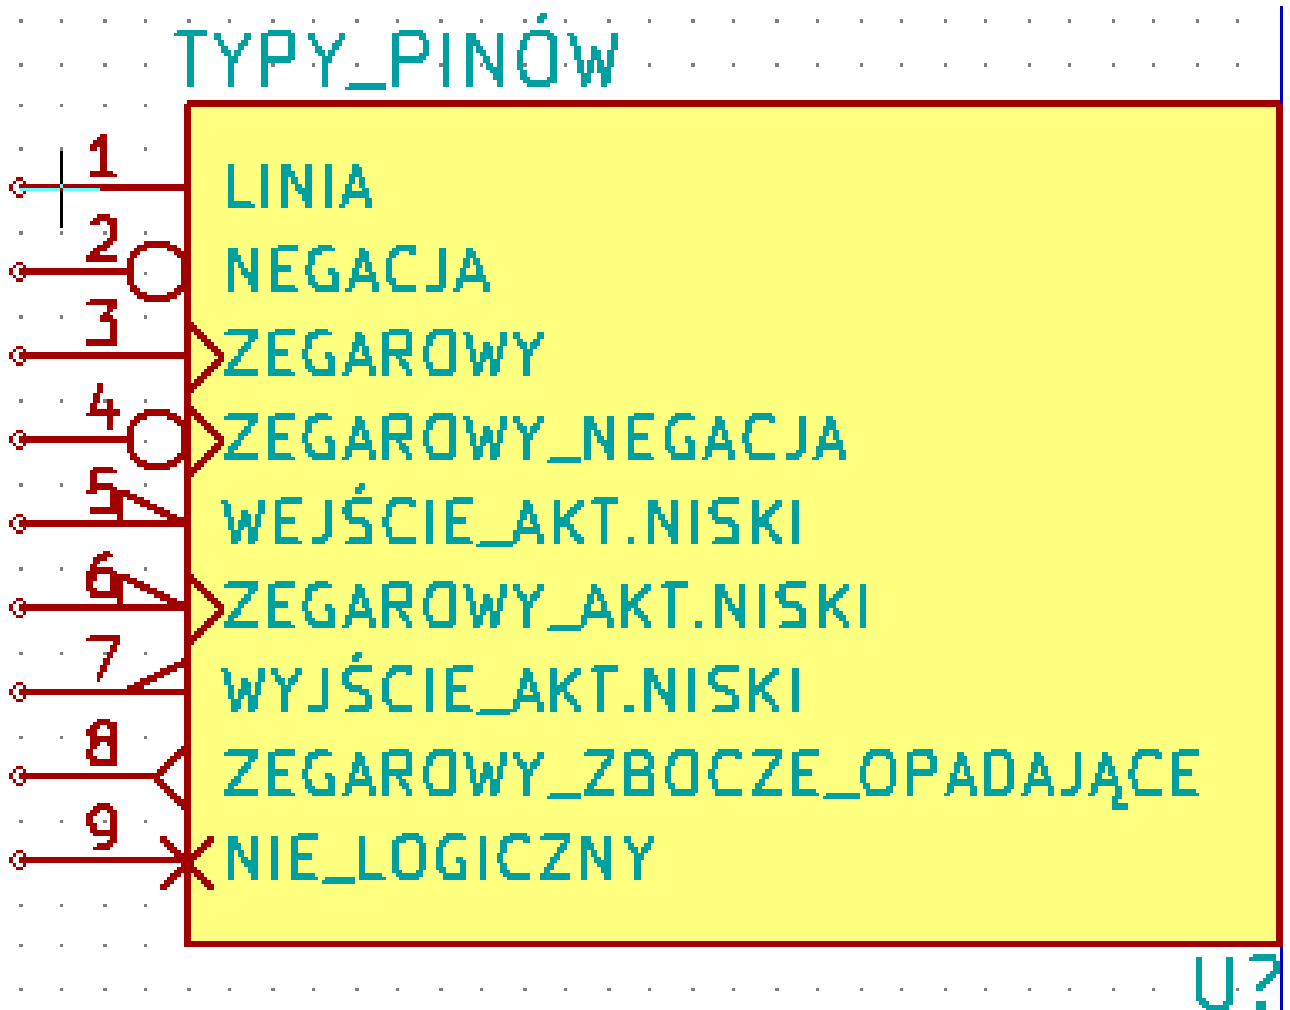 TYPY_PINÓW
1 LINIA
2 NEGACJA
3 ZEGAROWY
4 ZEGAROWY_NEGACJA
5 WEJŚCIE_AKT.NISKI
6 ZEGAROWY_AKT.NISKI
7 WYJŚCIE_AKT.NISKI
8 ZEGAROWY_ZBOCZE_OPADAJĄCE
9 NIE_LOGICZNY
U?